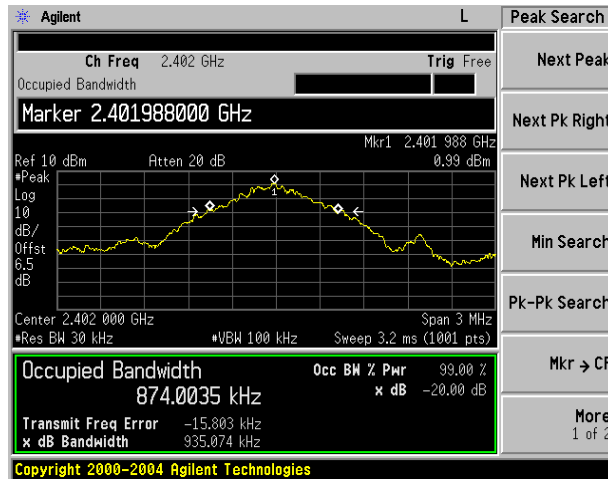 Agilent L Peak Search
Ch Freq 2.402 GHz Trig Free
Occupied Bandwidth
Marker 2.401988000 GHz
Mkr1 2.401 988 GHz
Ref 10 dBm Atten 20 dB 0.99 dBm
#Peak
Log
10
dB/
Offst
6.5
dB
1
Center 2.402 000 GHz Span 3 MHz
#Res BW 30 kHz #VBW 100 kHz Sweep 3.2 ms (1001 pts)
Occupied Bandwidth Occ BW % Pwr 99.00 %
874.0035 kHz x dB -20.00 dB
Transmit Freq Error -15.803 kHz
x dB Bandwidth 935.074 kHz
Copyright 2000-2004 Agilent Technologies
Next Peak
Next Pk Right
Next Pk Left
Min Search
Pk-Pk Search
Mkr → CF
More
1 of 2